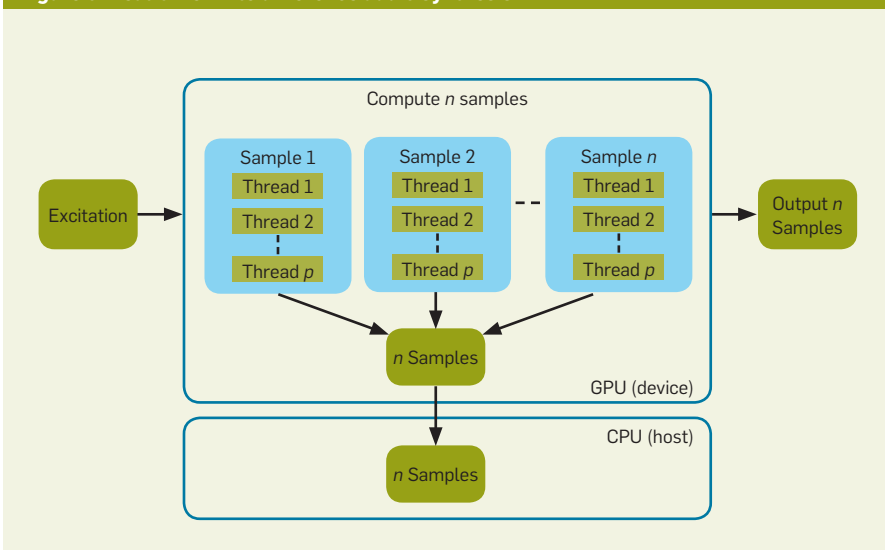 Compute n samples
Sample 1
Thread 1
Thread 2
Thread p
Sample 2
Thread 1
Thread 2
Thread p
Sample n
Thread 1
Thread 2
Thread p
Excitation
Output n
Samples
n Samples
GPU (device)
CPU (host)
n Samples